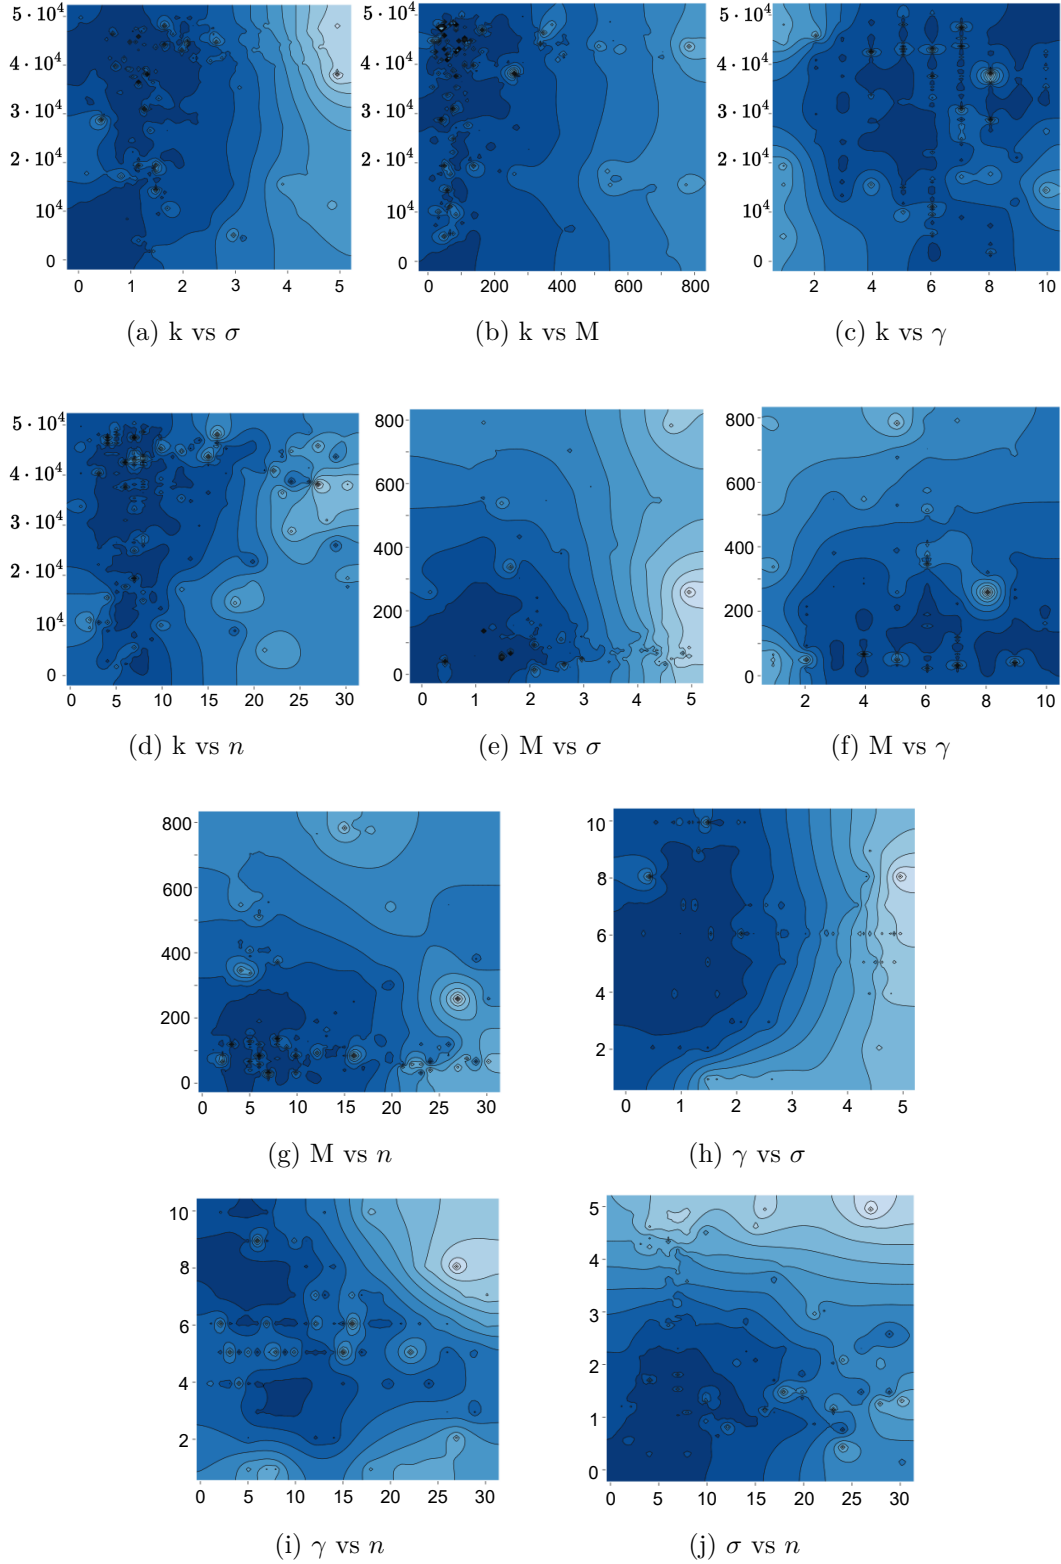 5 · 10⁴ 5 · 10⁴ 5 · 10⁴
4 · 10⁴ 4 · 10⁴ 4 · 10⁴
3 · 10⁴ 3 · 10⁴ 3 · 10⁴
2 · 10⁴ 2 · 10⁴ 2 · 10⁴
10⁴ 10⁴ 10⁴
0 0 0
0 1 2 3 4 5 0 200 400 600 800 2 4 6 8 10
(a) k vs σ (b) k vs M (c) k vs γ
5 · 10⁴ 800 800
4 · 10⁴ 600 600
3 · 10⁴ 400 400
2 · 10⁴ 200 200
10⁴ 0 0
0
0 5 10 15 20 25 30 0 1 2 3 4 5 2 4 6 8 10
(d) k vs n (e) M vs σ (f) M vs γ
800 10
600 8
400 6
200 4
0 2
0 5 10 15 20 25 30 0 1 2 3 4 5
(g) M vs n (h) γ vs σ
10 5
8 4
6 3
4 2
2 1
0
0 5 10 15 20 25 30 0 5 10 15 20 25 30
(i) γ vs n (j) σ vs n